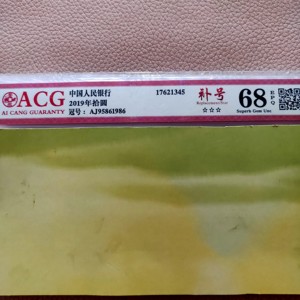 ACG
AI CANG GUARANTY
中国人民银行
2019年拾圆
冠号：AJ95861986
17621345
补号
Replacement/Star
☆☆☆
68
EPQ
Superb Gem Unc